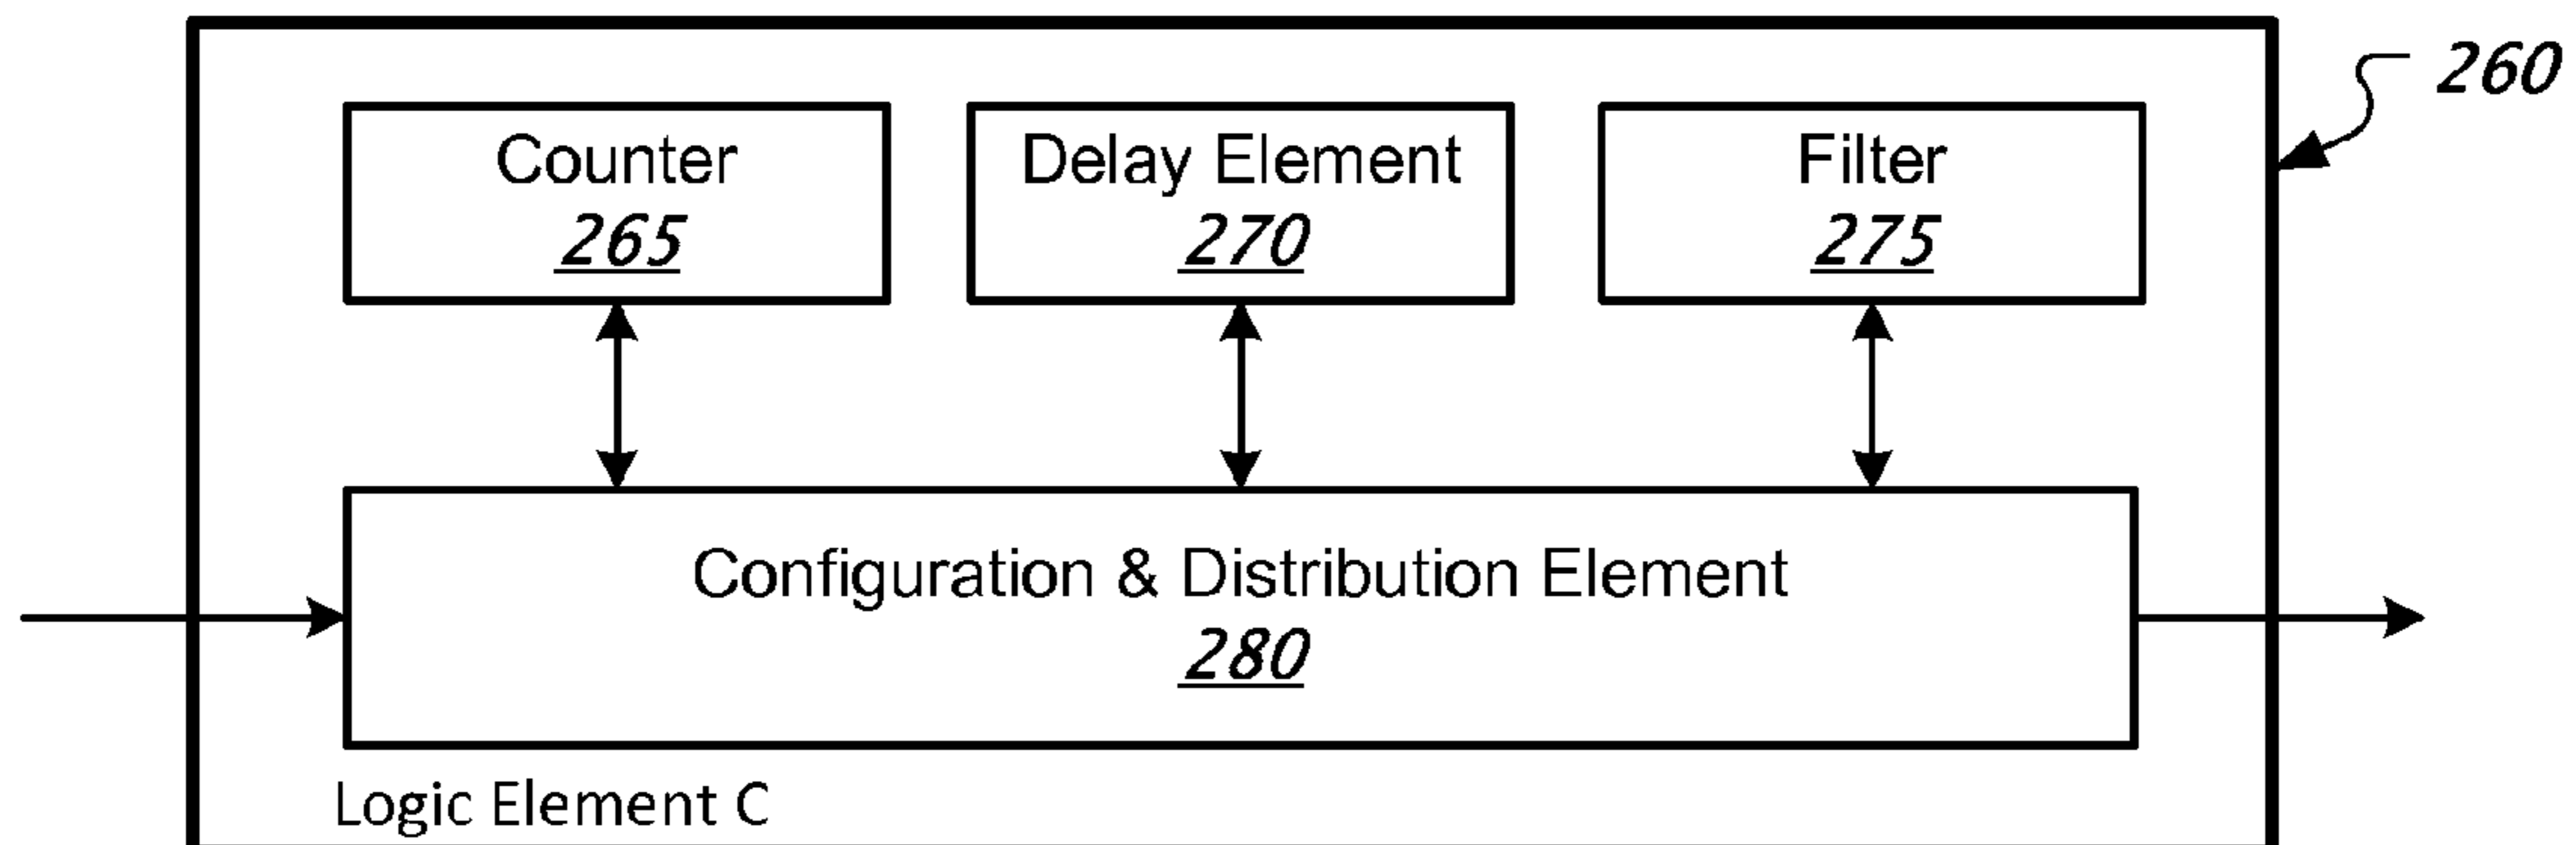 260
Counter
265
Delay Element
270
Filter
275
Configuration & Distribution Element
280
Logic Element C